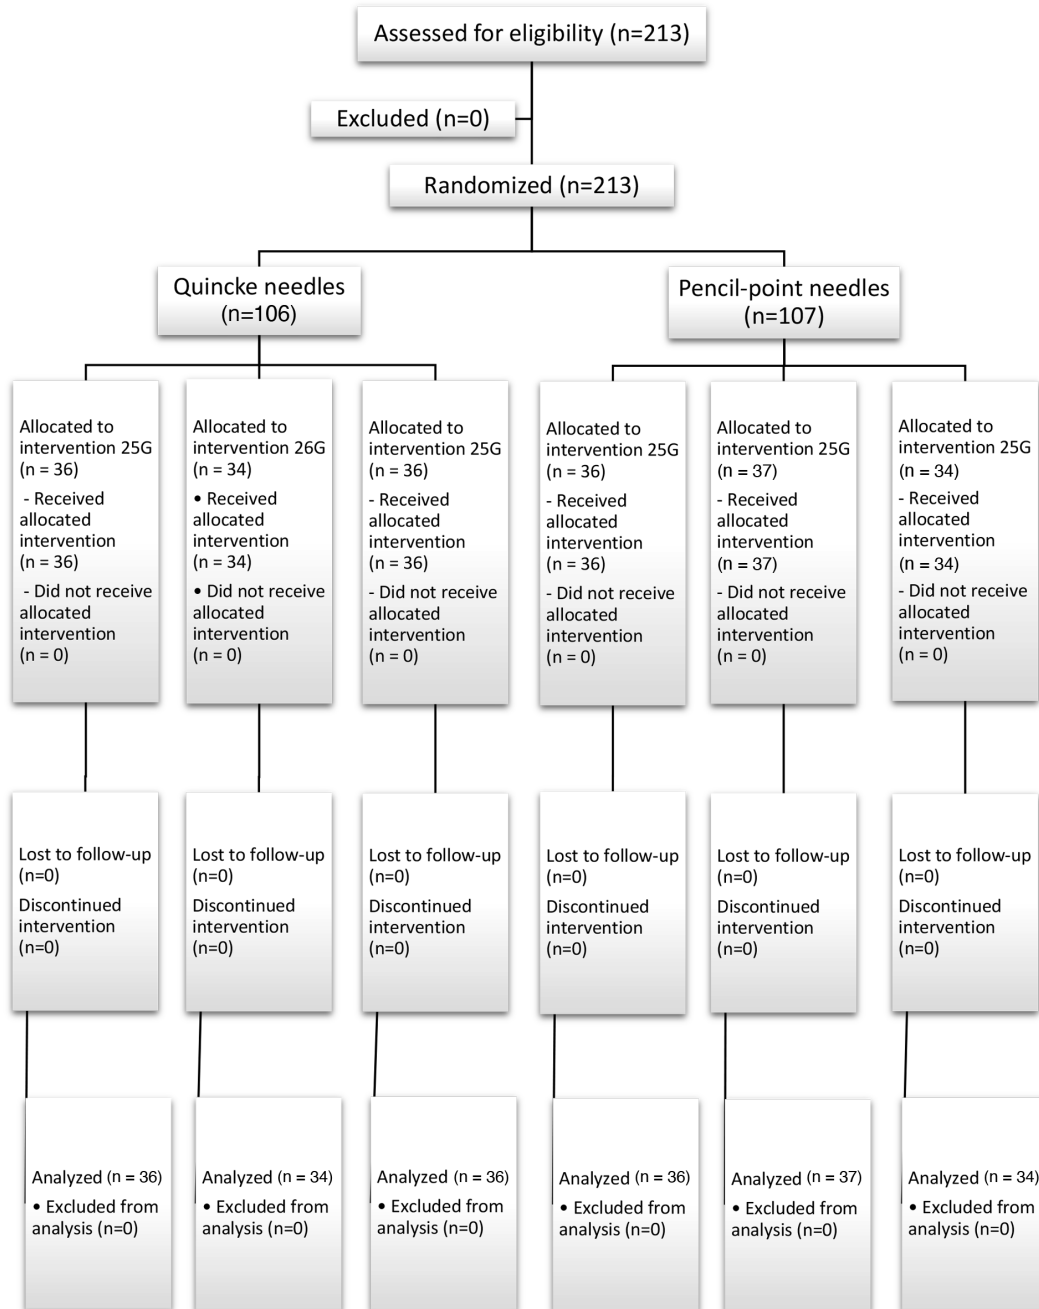 Assessed for eligibility (n=213)
Excluded (n=0)
Randomized (n=213)
Quincke needles
(n=106)
Pencil-point needles
(n=107)
Allocated to
intervention 25G
(n = 36)
- Received
allocated
intervention
(n = 36)
- Did not receive
allocated
intervention
(n = 0)
Allocated to
intervention 26G
(n = 34)
• Received
allocated
intervention
(n = 34)
• Did not receive
allocated
intervention
(n = 0)
Allocated to
intervention 25G
(n = 36)
- Received
allocated
intervention
(n = 36)
- Did not receive
allocated
intervention
(n = 0)
Allocated to
intervention 25G
(n = 36)
- Received
allocated
intervention
(n = 36)
- Did not receive
allocated
intervention
(n = 0)
Allocated to
intervention 25G
(n = 37)
- Received
allocated
intervention
(n = 37)
- Did not receive
allocated
intervention
(n = 0)
Allocated to
intervention 25G
(n = 34)
- Received
allocated
intervention
(n = 34)
- Did not receive
allocated
intervention
(n = 0)
Lost to follow-up
(n=0)
Discontinued
intervention
(n=0)
Lost to follow-up
(n=0)
Discontinued
intervention
(n=0)
Lost to follow-up
(n=0)
Discontinued
intervention
(n=0)
Lost to follow-up
(n=0)
Discontinued
intervention
(n=0)
Lost to follow-up
(n=0)
Discontinued
intervention
(n=0)
Lost to follow-up
(n=0)
Discontinued
intervention
(n=0)
Analyzed (n = 36)
• Excluded from
analysis (n=0)
Analyzed (n = 34)
• Excluded from
analysis (n=0)
Analyzed (n = 36)
• Excluded from
analysis (n=0)
Analyzed (n = 36)
• Excluded from
analysis (n=0)
Analyzed (n = 37)
• Excluded from
analysis (n=0)
Analyzed (n = 34)
• Excluded from
analysis (n=0)